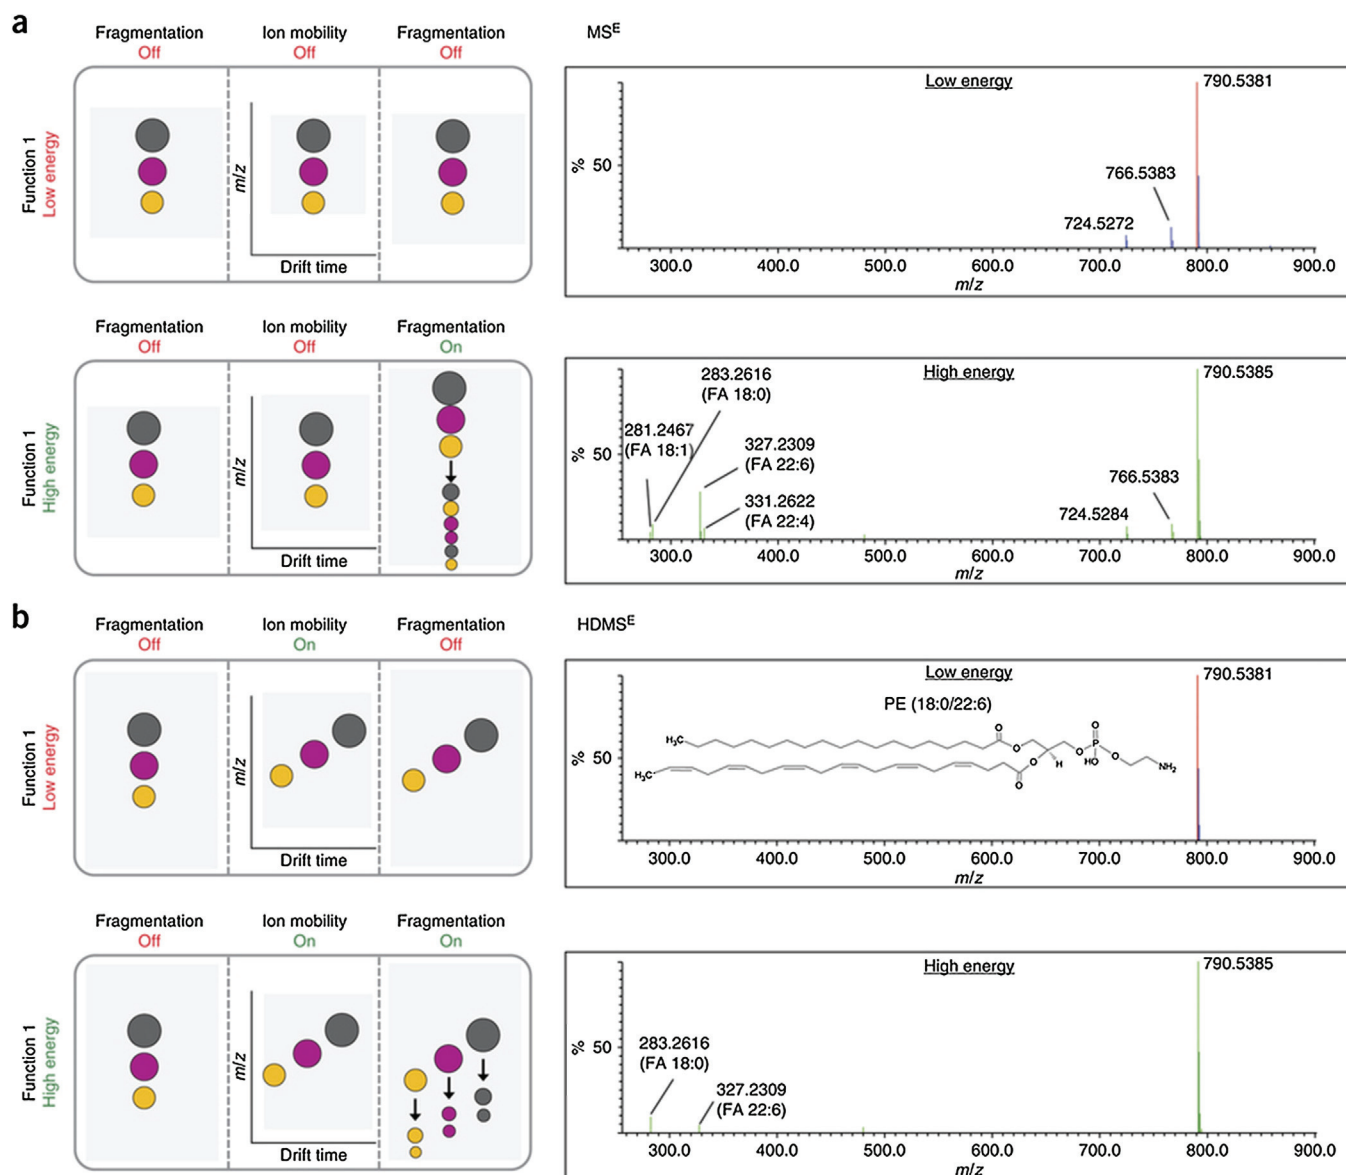 a
Fragmentation Ion mobility Fragmentation
Off Off Off
MSE
Function 1
Low energy
m/z
Drift time
Low energy
790.5381
766.5383
724.5272
% 50
300.0 400.0 500.0 600.0 700.0 800.0 900.0
m/z
Fragmentation Ion mobility Fragmentation
Off Off On
Function 1
High energy
m/z
Drift time
High energy
790.5385
283.2616
(FA 18:0)
281.2467
(FA 18:1)
327.2309
(FA 22:6)
331.2622
(FA 22:4)
766.5383
724.5284
% 50
300.0 400.0 500.0 600.0 700.0 800.0 900.0
m/z
b
Fragmentation Ion mobility Fragmentation
Off On Off
HDMSE
Function 1
Low energy
m/z
Drift time
Low energy
790.5381
PE (18:0/22:6)
H3C
O
O
O
P
O
HO
O
H
NH2
H3C
O
O
% 50
300.0 400.0 500.0 600.0 700.0 800.0 900.0
m/z
Fragmentation Ion mobility Fragmentation
Off On On
Function 1
High energy
m/z
Drift time
High energy
790.5385
283.2616
(FA 18:0)
327.2309
(FA 22:6)
% 50
300.0 400.0 500.0 600.0 700.0 800.0 900.0
m/z